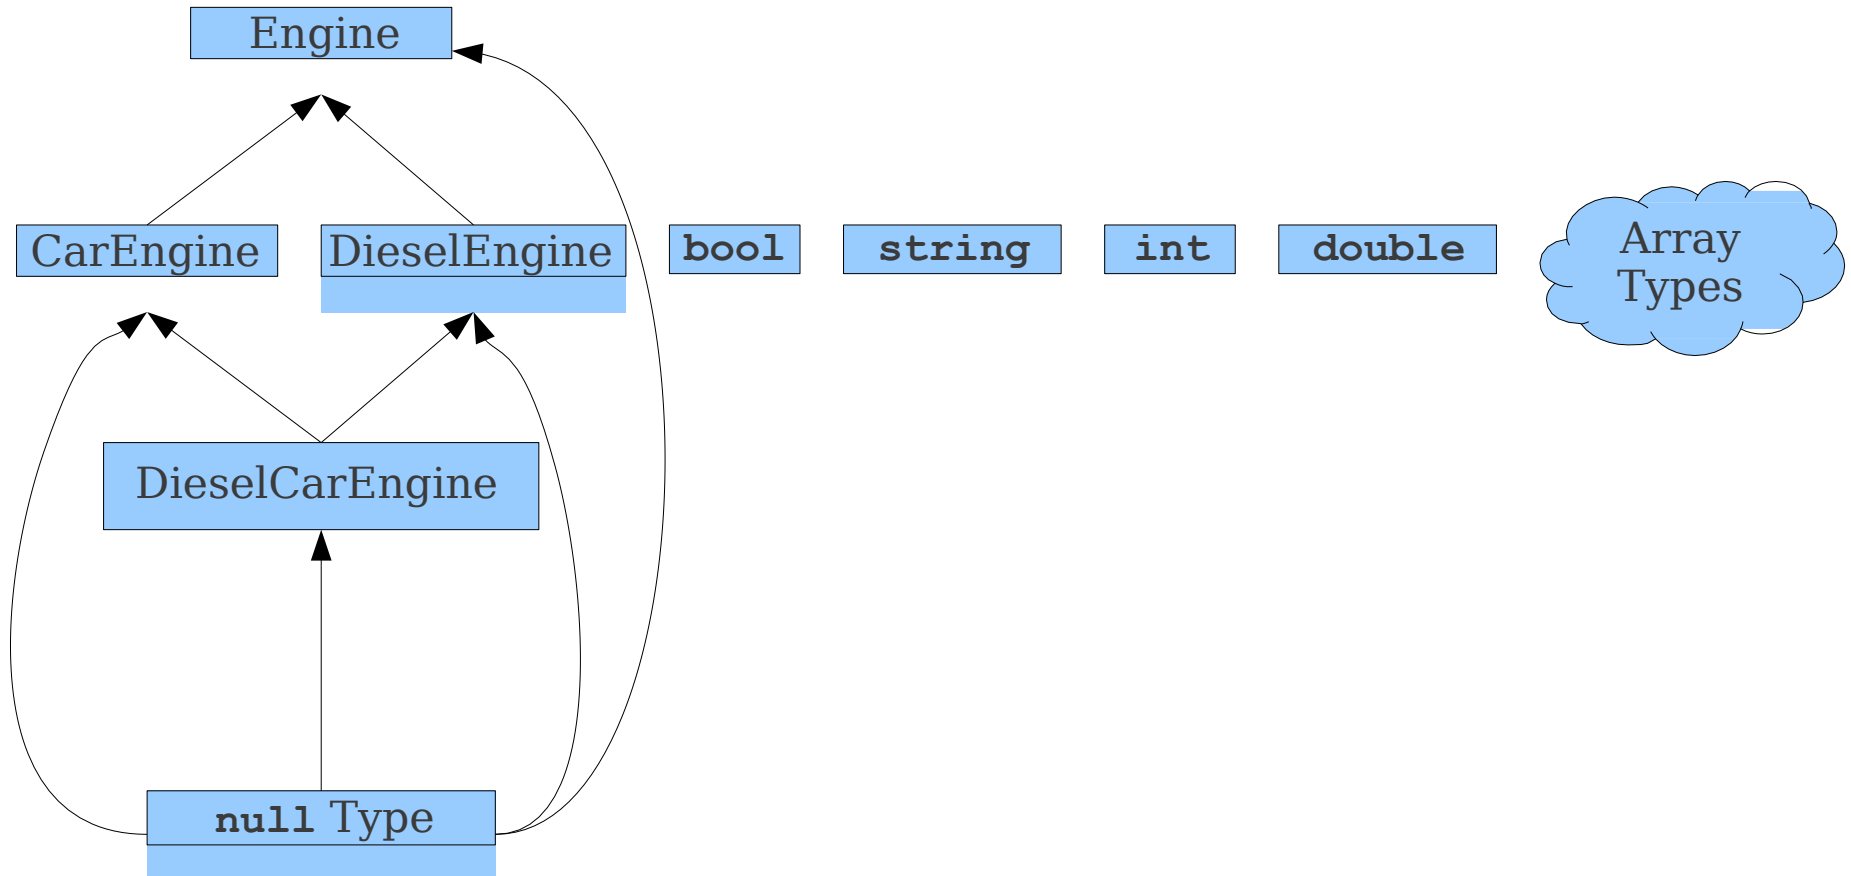 Engine
CarEngine
DieselEngine
bool
string
int
double
Array
Types
DieselCarEngine
null Type